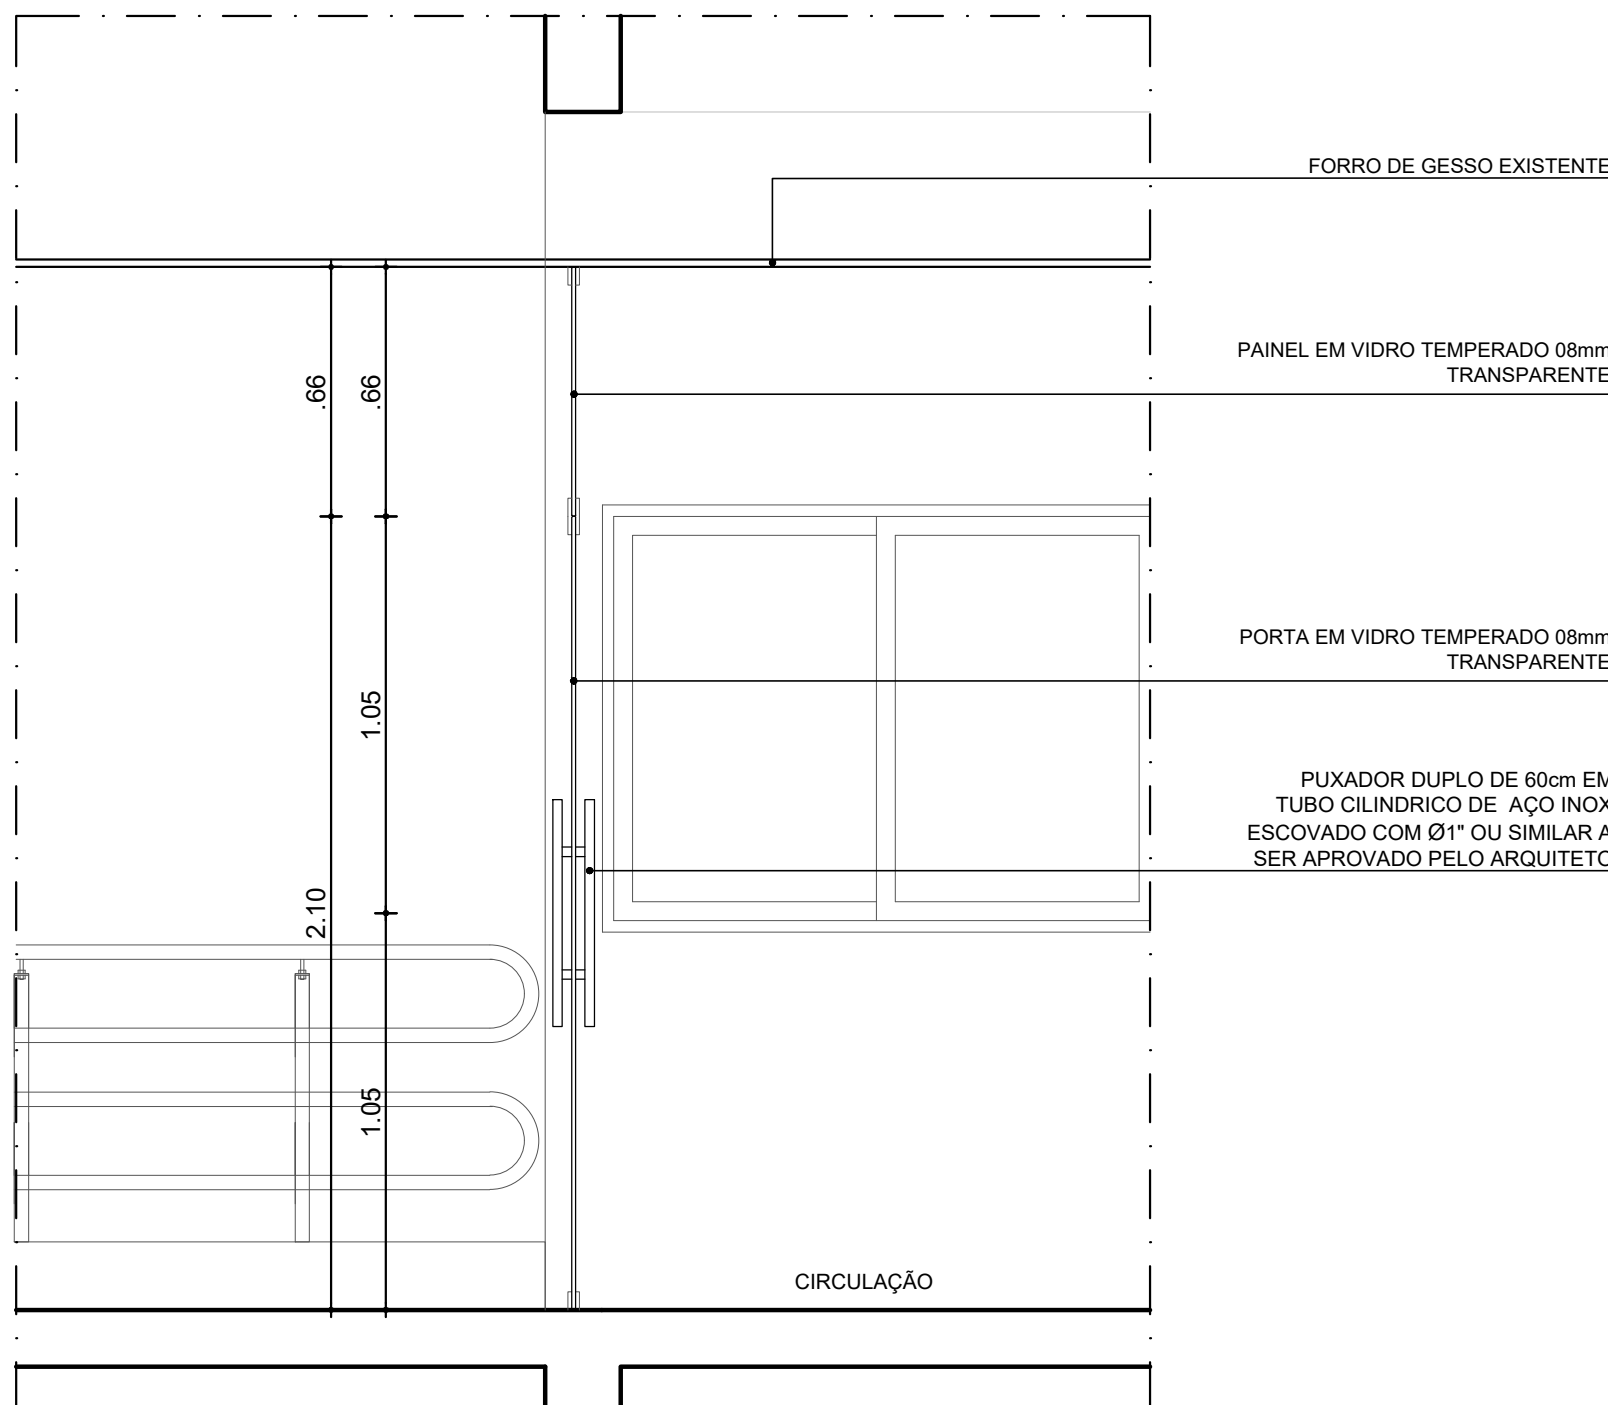 FORRO DE GESSO EXISTENTE
PAINEL EM VIDRO TEMPERADO 08mm
TRANSPARENTE
.66
.66
PORTA EM VIDRO TEMPERADO 08mm
TRANSPARENTE
1.05
PUXADOR DUPLO DE 60cm EM
TUBO CILINDRICO DE AÇO INOX
ESCOVADO COM Ø1" OU SIMILAR A
SER APROVADO PELO ARQUITETO
2.10
1.05
CIRCULAÇÃO